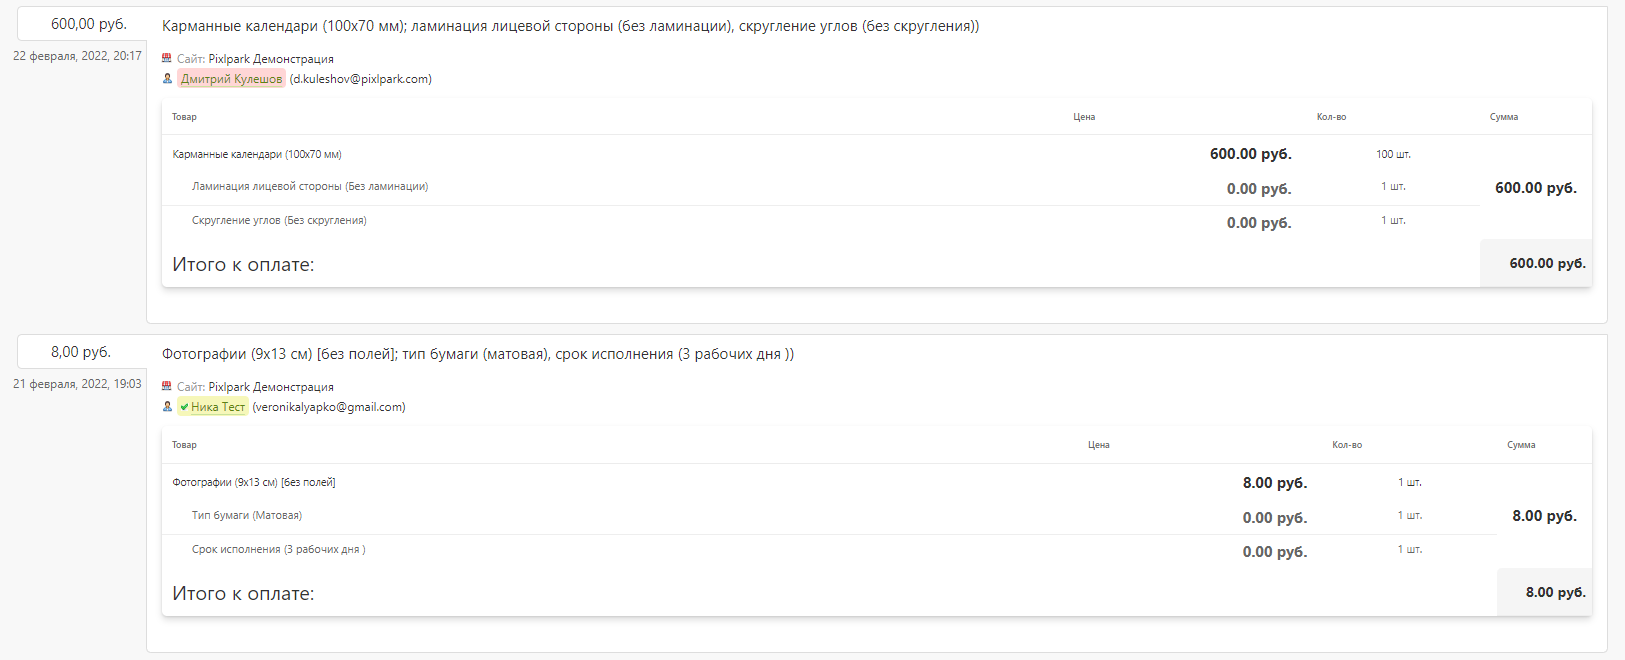 600,00 руб.
22 февраля, 2022, 20:17
Карманные календари (100x70 мм); ламинация лицевой стороны (без ламинации), скругление углов (без скругления))
Сайт: Pixlpark Демонстрация
Дмитрий Кулешов (d.kuleshov@pixlpark.com)
Товар Цена Кол-во Сумма
Карманные календари (100x70 мм) 600.00 руб. 100 шт.
Ламинация лицевой стороны (Без ламинации) 0.00 руб. 1 шт. 600.00 руб.
Скругление углов (Без скругления) 0.00 руб. 1 шт.
Итого к оплате: 600.00 руб.
8,00 руб.
21 февраля, 2022, 19:03
Фотографии (9x13 см) [без полей]; тип бумаги (матовая), срок исполнения (3 рабочих дня ))
Сайт: Pixlpark Демонстрация
Ника Тест (veronikalyapko@gmail.com)
Товар Цена Кол-во Сумма
Фотографии (9x13 см) [без полей] 8.00 руб. 1 шт.
Тип бумаги (Матовая) 0.00 руб. 1 шт. 8.00 руб.
Срок исполнения (3 рабочих дня ) 0.00 руб. 1 шт.
Итого к оплате: 8.00 руб.